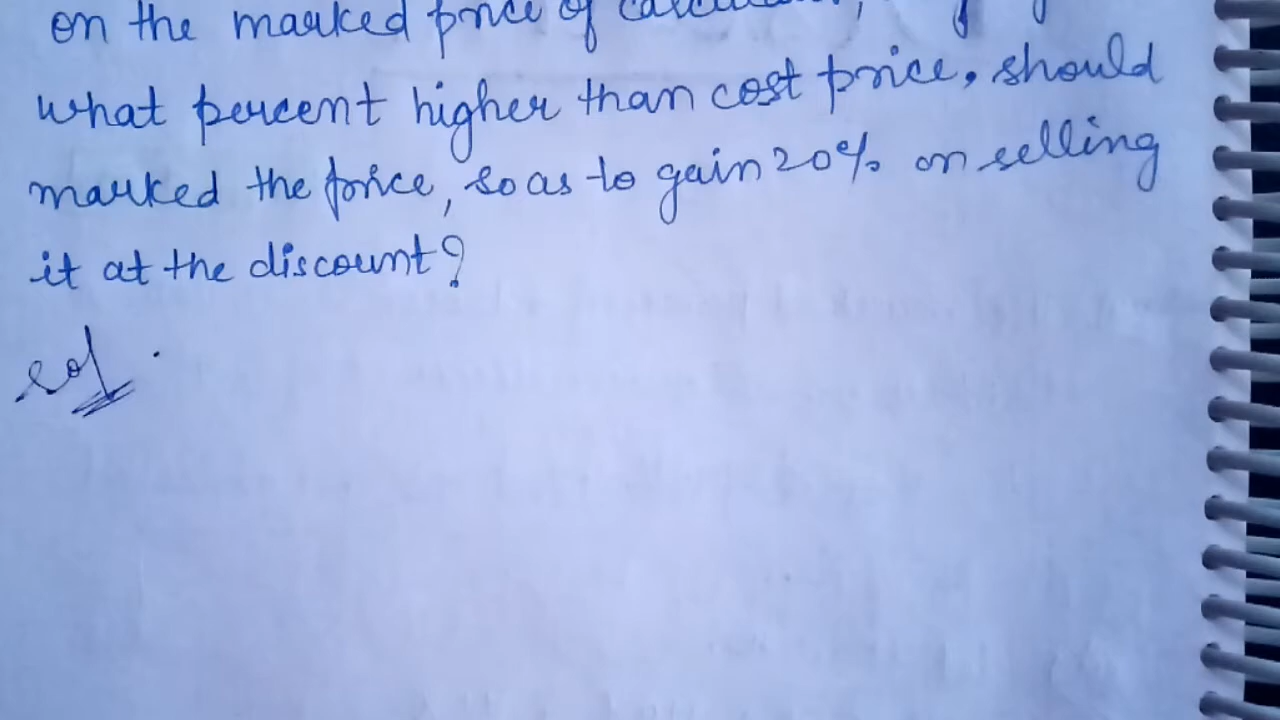 on the marked price of
what percent higher than cost price, should
marked the price, so as to gain 20% on selling
it at the discount?
sol.